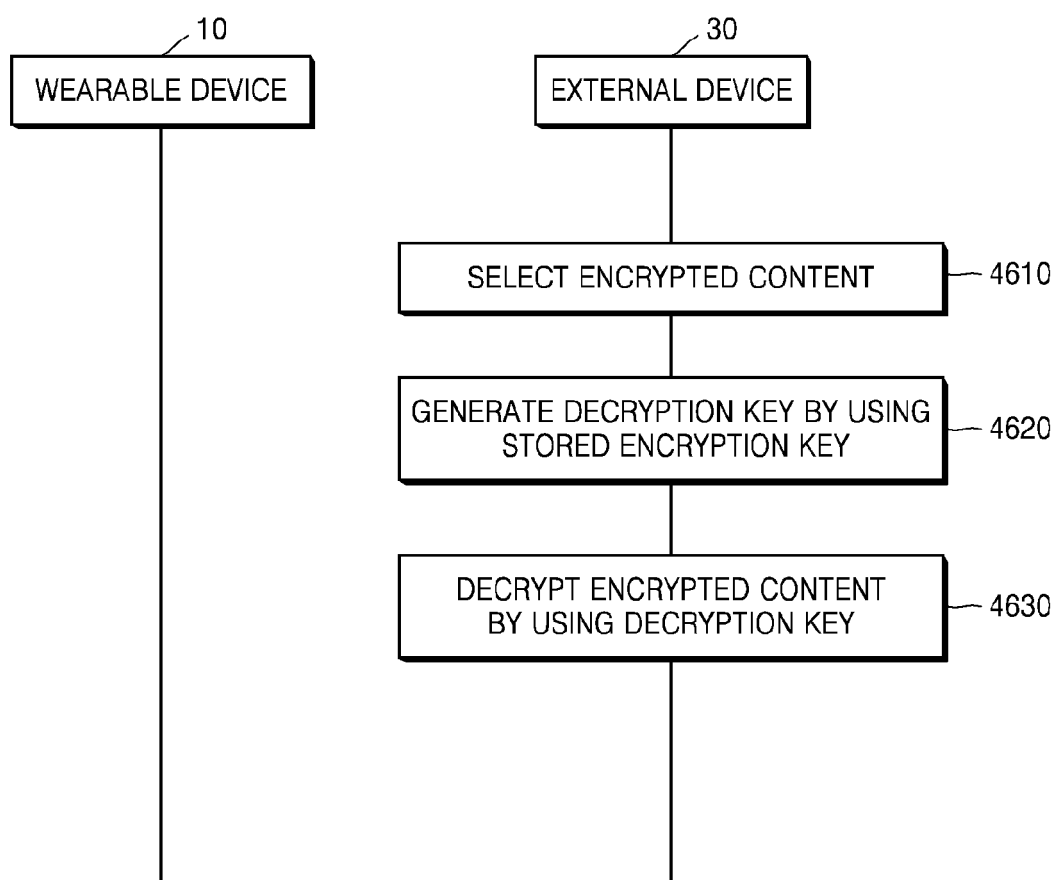 10
30
WEARABLE DEVICE
EXTERNAL DEVICE
SELECT ENCRYPTED CONTENT
4610
GENERATE DECRYPTION KEY BY USING
STORED ENCRYPTION KEY
4620
DECRYPT ENCRYPTED CONTENT
BY USING DECRYPTION KEY
4630